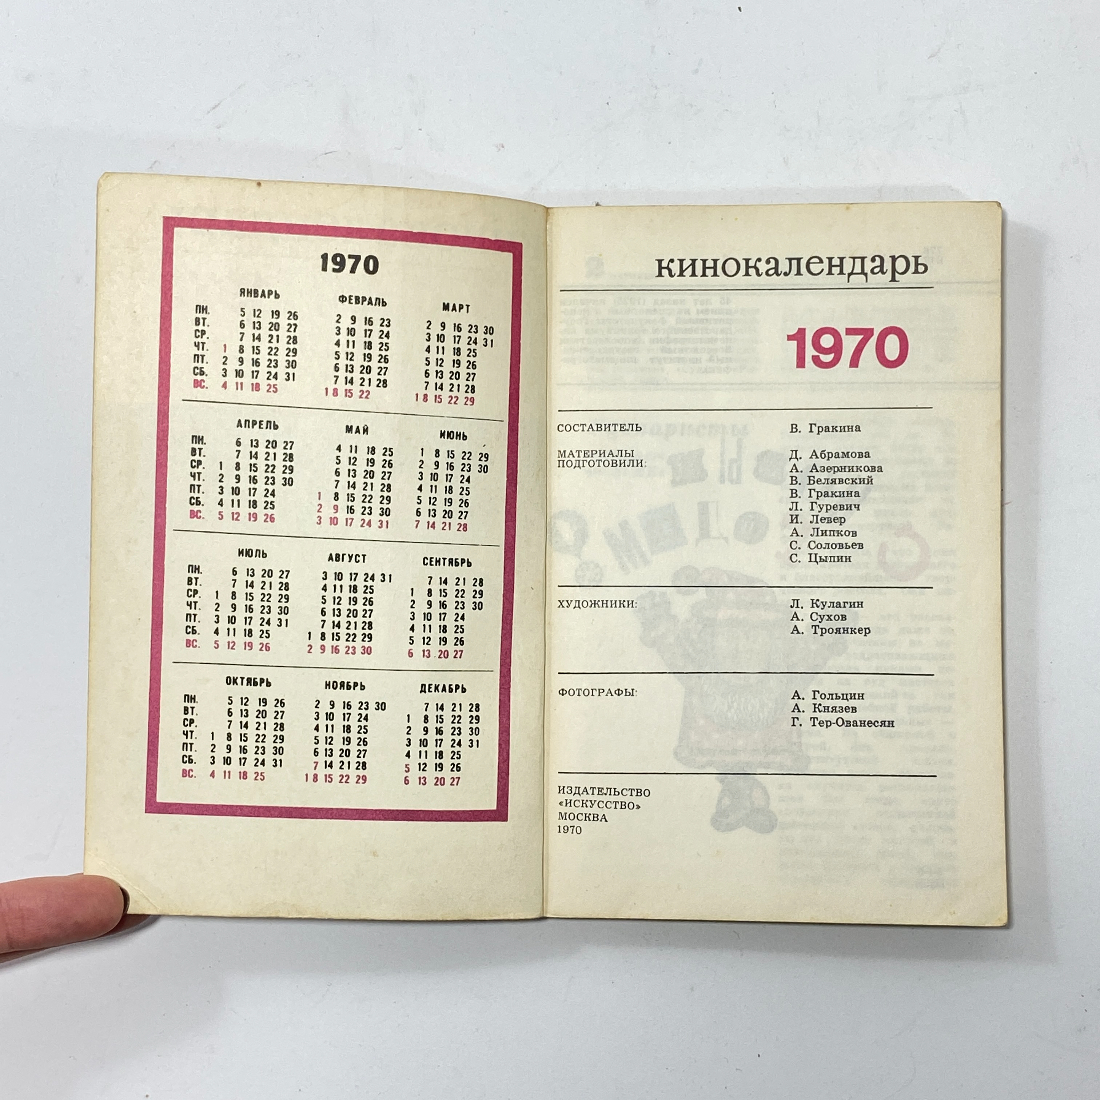 1970
ЯНВАРЬ ФЕВРАЛЬ МАРТ
ПН. 5 12 19 26 2 9 16 23 2 9 16 23 30
ВТ. 6 13 20 27 3 10 17 24 3 10 17 24 31
СР. 7 14 21 28 4 11 18 25 4 11 18 25
ЧТ. 1 8 15 22 29 5 12 19 26 5 12 19 26
ПТ. 2 9 16 23 30 6 13 20 27 6 13 20 27
СБ. 3 10 17 24 31 7 14 21 28 7 14 21 28
ВС. 4 11 18 25 1 8 15 22 1 8 15 22 29
АПРЕЛЬ МАЙ ИЮНЬ
ПН. 6 13 20 27 4 11 18 25 1 8 15 22 29
ВТ. 7 14 21 28 5 12 19 26 2 9 16 23 30
СР. 1 8 15 22 29 6 13 20 27 3 10 17 24
ЧТ. 2 9 16 23 30 7 14 21 28 4 11 18 25
ПТ. 3 10 17 24 1 8 15 22 29 5 12 19 26
СБ. 4 11 18 25 2 9 16 23 30 6 13 20 27
ВС. 5 12 19 26 3 10 17 24 31 7 14 21 28
ИЮЛЬ АВГУСТ СЕНТЯБРЬ
ПН. 6 13 20 27 3 10 17 24 31 7 14 21 28
ВТ. 7 14 21 28 4 11 18 25 1 8 15 22 29
СР. 1 8 15 22 29 5 12 19 26 2 9 16 23 30
ЧТ. 2 9 16 23 30 6 13 20 27 3 10 17 24
ПТ. 3 10 17 24 31 7 14 21 28 4 11 18 25
СБ. 4 11 18 25 1 8 15 22 29 5 12 19 26
ВС. 5 12 19 26 2 9 16 23 30 6 13 20 27
ОКТЯБРЬ НОЯБРЬ ДЕКАБРЬ
ПН. 5 12 19 26 2 9 16 23 30 7 14 21 28
ВТ. 6 13 20 27 3 10 17 24 1 8 15 22 29
СР. 7 14 21 28 4 11 18 25 2 9 16 23 30
ЧТ. 1 8 15 22 29 5 12 19 26 3 10 17 24 31
ПТ. 2 9 16 23 30 6 13 20 27 4 11 18 25
СБ. 3 10 17 24 31 7 14 21 28 5 12 19 26
ВС. 4 11 18 25 1 8 15 22 29 6 13 20 27
кинокалендарь
1970
СОСТАВИТЕЛЬ В. Гракина
МАТЕРИАЛЫ Д. Абрамова
ПОДГОТОВИЛИ: А. Азерникова
В. Белявский
В. Гракина
Л. Гуревич
И. Левер
А. Липков
С. Соловьев
С. Цыпин
ХУДОЖНИКИ: Л. Кулагин
А. Сухов
А. Троянкер
ФОТОГРАФЫ: А. Гольцин
А. Князев
Г. Тер-Ованесян
ИЗДАТЕЛЬСТВО
«ИСКУССТВО»
МОСКВА
1970